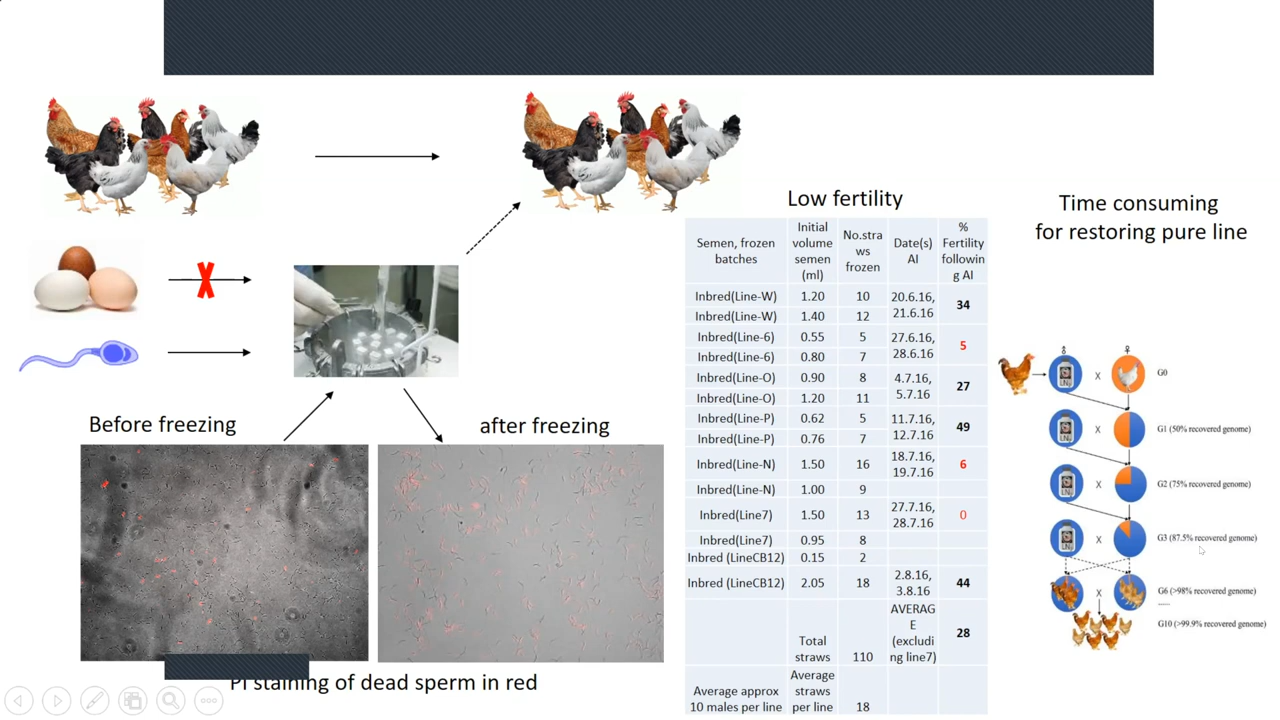 Low fertility
Time consuming
for restoring pure line
Semen, frozen
batches
Initial
volume
semen
(ml)
No.stra
ws
frozen
Date(s)
AI
%
Fertility
followin
g AI
Inbred(Line-W) 1.20 10 20.6.16,
21.6.16 34
Inbred(Line-W) 1.40 12
Inbred(Line-6) 0.55 5 27.6.16,
28.6.16 5
Inbred(Line-6) 0.80 7
Inbred(Line-O) 0.90 8 4.7.16,
5.7.16 27
Inbred(Line-O) 1.20 11
Inbred(Line-P) 0.62 5 11.7.16,
12.7.16 49
Inbred(Line-P) 0.76 7
Inbred(Line-N) 1.50 16 18.7.16,
19.7.16 6
Inbred(Line-N) 1.00 9
Inbred(Line7) 1.50 13 27.7.16,
28.7.16 0
Inbred(Line7) 0.95 8
Inbred (LineCB12) 0.15 2
Inbred (LineCB12) 2.05 18 2.8.16,
3.8.16 44
Total
straws 110
AVERAG
E
(excludi
ng line7) 28
Average approx
10 males per line
Average
straws
per line 18
Before freezing
after freezing
PI staining of dead sperm in red
♂ ♀
LN₂ X G0
LN₂ X G1 (50% recovered genome)
LN₂ X G2 (75% recovered genome)
LN₂ X G3 (87.5% recovered genome)
X G6 (>98% recovered genome)
G10 (>99.9% recovered genome)